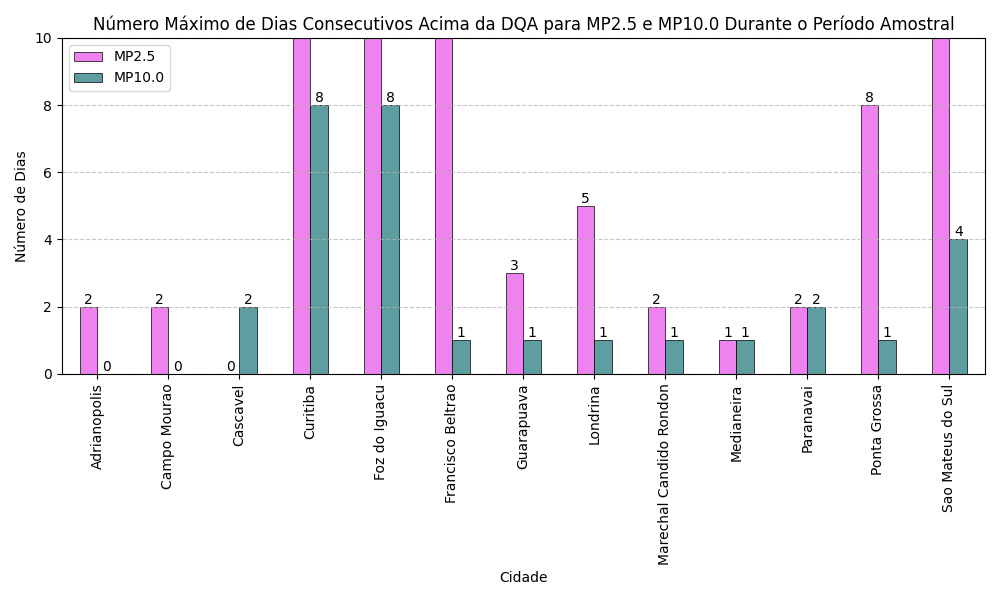 Número Máximo de Dias Consecutivos Acima da DQA para MP2.5 e MP10.0 Durante o Período Amostral
MP2.5
MP10.0
Número de Dias
10
8
6
4
2
0
2
0
2
0
0
2
8
8
1
3
1
5
1
2
1
1
1
2
2
8
1
4
Adrianopolis
Campo Mourao
Cascavel
Curitiba
Foz do Iguacu
Francisco Beltrao
Guarapuava
Londrina
Marechal Candido Rondon
Medianeira
Paranavai
Ponta Grossa
Sao Mateus do Sul
Cidade